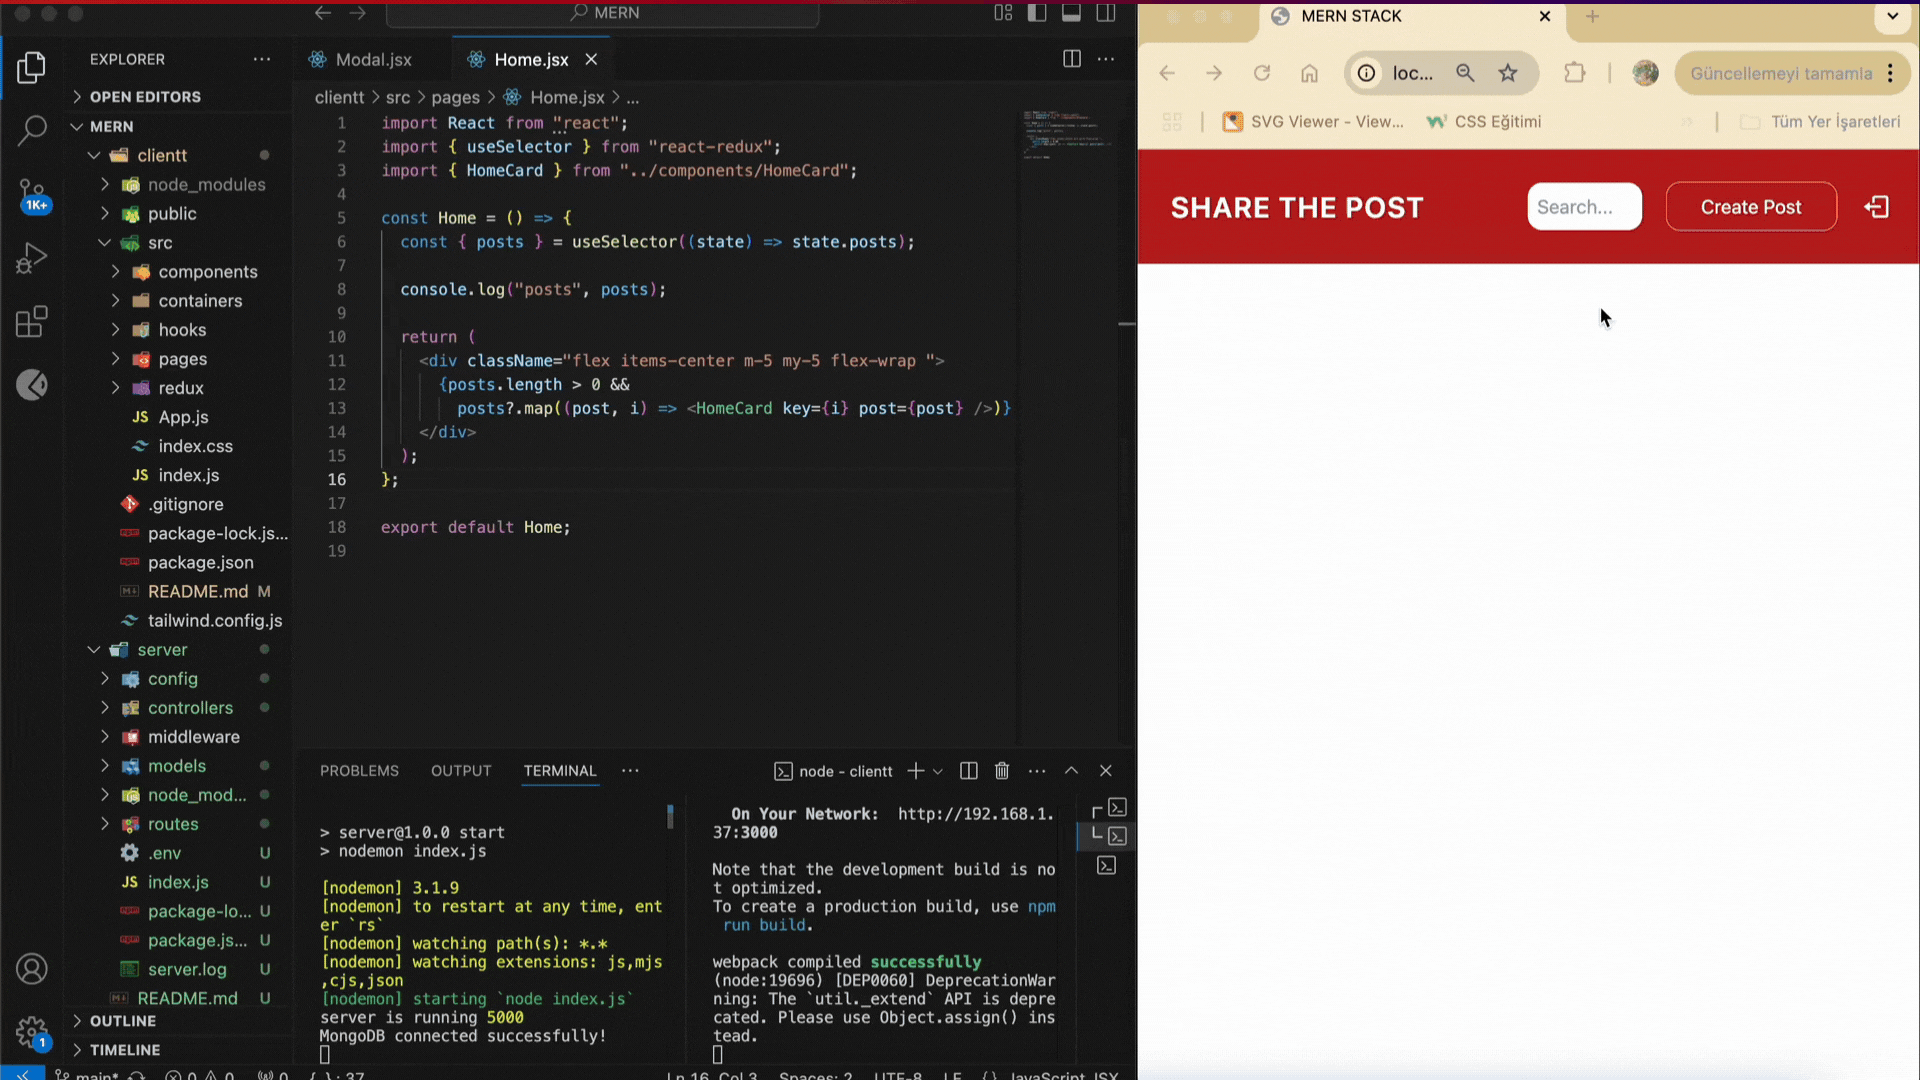 MERN
EXPLORER
OPEN EDITORS
MERN
clientt
node_modules
public
src
components
containers
hooks
pages
redux
JS App.js
index.css
JS index.js
.gitignore
package-lock.js...
package.json
README.md M
tailwind.config.js
server
config
controllers
middleware
models
node_mod...
routes
.env U
JS index.js U
package-lo... U
package.js... U
server.log U
README.md U
OUTLINE
TIMELINE
1K+
1
Modal.jsx
Home.jsx
clientt > src > pages > Home.jsx > ...
1 import React from "react";
2 import { useSelector } from "react-redux";
3 import { HomeCard } from "../components/HomeCard";
4
5 const Home = () => {
6 const { posts } = useSelector((state) => state.posts);
7
8 console.log("posts", posts);
9
10 return (
11 <div className="flex items-center m-5 my-5 flex-wrap ">
12 {posts.length > 0 &&
13 posts?.map((post, i) => <HomeCard key={i} post={post} />)}
14 </div>
15 );
16 };
17
18 export default Home;
19
PROBLEMS OUTPUT TERMINAL ...
node - clientt
> server@1.0.0 start
> nodemon index.js
[nodemon] 3.1.9
[nodemon] to restart at any time, ent
er `rs`
[nodemon] watching path(s): *.*
[nodemon] watching extensions: js,mjs
,cjs,json
[nodemon] starting `node index.js`
server is running 5000
MongoDB connected successfully!
On Your Network: http://192.168.1.
37:3000
Note that the development build is no
t optimized.
To create a production build, use npm
run build.
webpack compiled successfully
(node:19696) [DEP0060] DeprecationWar
ning: The `util._extend` API is depre
cated. Please use Object.assign() ins
tead.
main* 0 0 0 { } : 37 Ln 16, Col 3 Spaces: 2 UTF-8 LF {} JavaScript JSX
MERN STACK
loc...
Güncellemeyi tamamla
SVG Viewer - View...
CSS Eğitimi
Tüm Yer İşaretleri
SHARE THE POST
Search...
Create Post